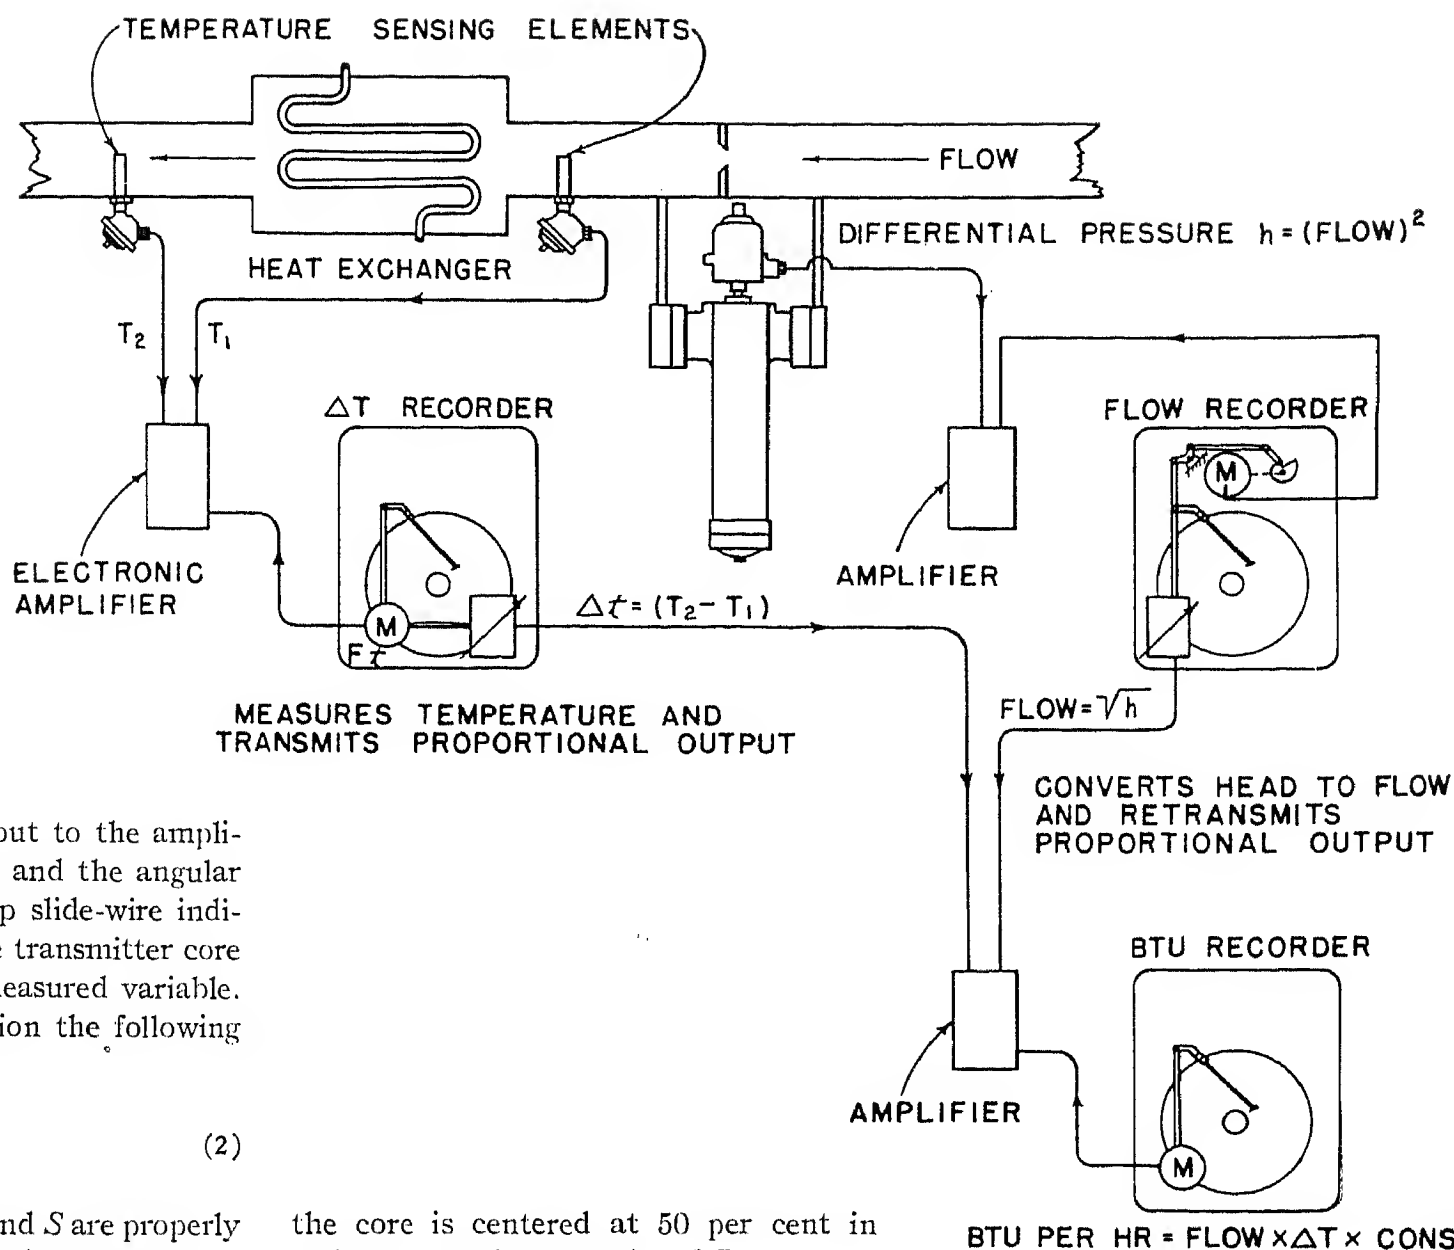 TEMPERATURE SENSING ELEMENTS
FLOW
DIFFERENTIAL PRESSURE h = (FLOW)²
HEAT EXCHANGER
T₂
T₁
ΔT RECORDER
FLOW RECORDER
M
ELECTRONIC
AMPLIFIER
AMPLIFIER
Δt = (T₂ - T₁)
M
F t
FLOW = √h
MEASURES TEMPERATURE AND
TRANSMITS PROPORTIONAL OUTPUT
CONVERTS HEAD TO FLOW
AND RETRANSMITS
PROPORTIONAL OUTPUT
out to the ampli-
and the angular
p slide-wire indi-
e transmitter core
neasured variable.
ion the following
BTU RECORDER
AMPLIFIER
(2)
M
nd S are properly
the core is centered at 50 per cent in
BTU PER HR = FLOW × ΔT × CONS